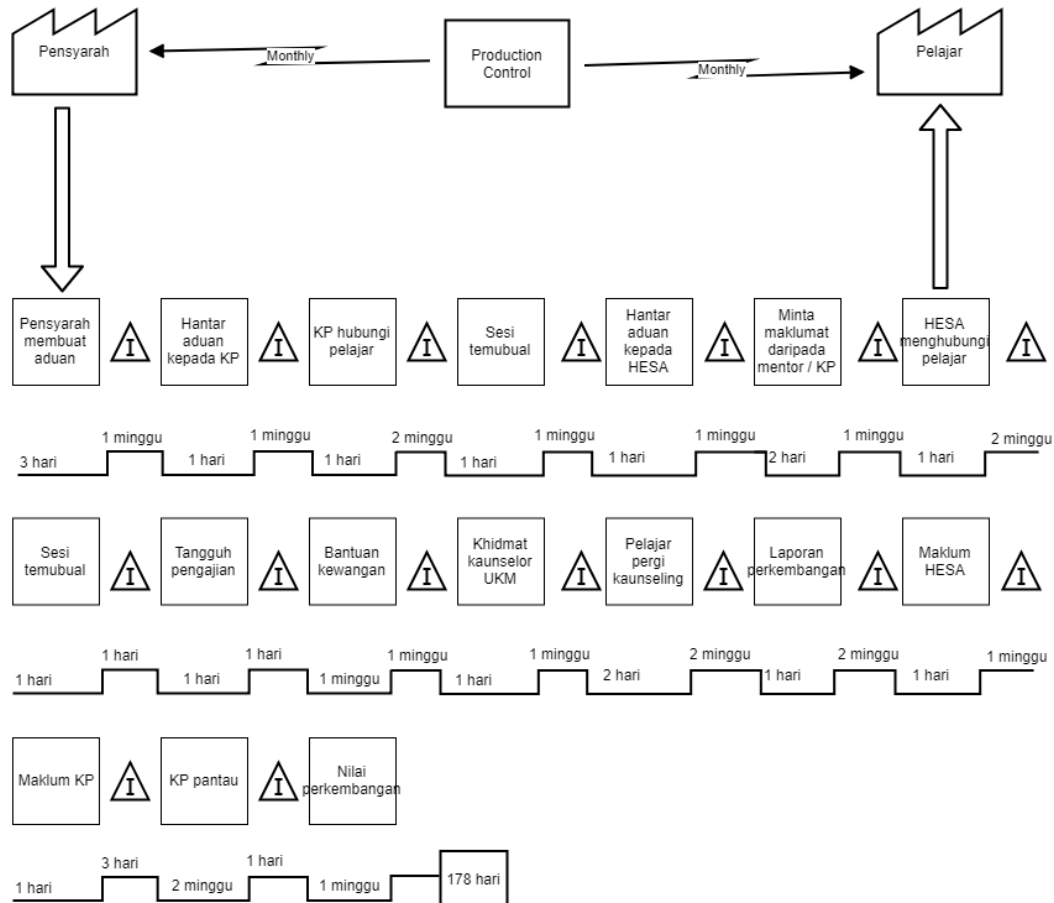 Pensyarah
Monthly
Production
Control
Monthly
Pelajar
Pensyarah
membuat
aduan
I
Hantar
aduan
kepada KP
I
KP hubungi
pelajar
I
Sesi
temubual
I
Hantar
aduan
kepada
HESA
I
Minta
maklumat
daripada
mentor / KP
I
HESA
menghubungi
pelajar
I
3 hari
1 minggu
1 hari
1 minggu
1 hari
2 minggu
1 hari
1 minggu
1 hari
1 minggu
2 hari
1 minggu
1 hari
2 minggu
Sesi
temubual
I
Tangguh
pengajian
I
Bantuan
kewangan
I
Khidmat
kaunselor
UKM
I
Pelajar
pergi
kaunseling
I
Laporan
perkembangan
I
Maklum
HESA
I
1 hari
1 hari
1 hari
1 hari
1 minggu
1 minggu
1 hari
1 minggu
2 hari
2 minggu
1 hari
2 minggu
1 hari
1 minggu
Maklum KP
I
KP pantau
I
Nilai
perkembangan
1 hari
3 hari
2 minggu
1 hari
1 minggu
178 hari